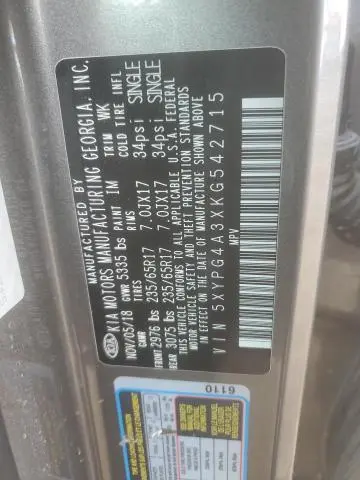 MANUFACTURED BY
KIA MOTORS MANUFACTURING GEORGIA, INC.
NOV/05/18 GVWR 5335 lbs PAINT IM TRIM WK
GAWR TIRES RIMS COLD TIRE INFL
FRONT 2976 lbs 235/65R17 7.0JX17 34psi SINGLE
REAR 3075 lbs 235/65R17 7.0JX17 34psi SINGLE
THIS VEHICLE CONFORMS TO ALL APPLICABLE U.S.A. FEDERAL
MOTOR VEHICLE SAFETY, BUMPER AND THEFT PREVENTION STANDARDS
IN EFFECT ON THE DATE OF MANUFACTURE SHOWN ABOVE
MPV
VIN 5XYPG4A3XKG542715
6110